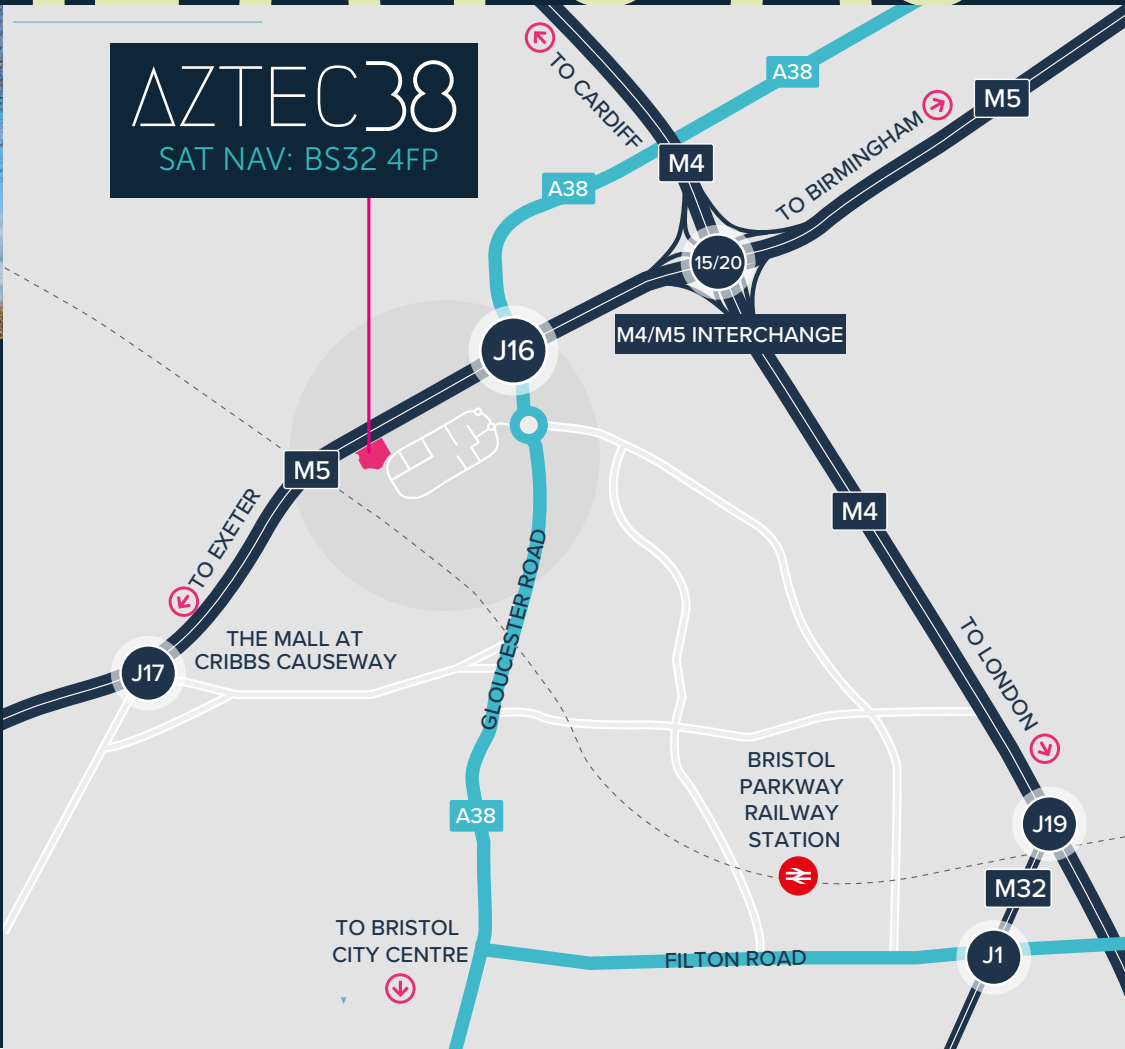 AZTEC38
SAT NAV: BS32 4FP
TO CARDIFF
A38
M5
TO BIRMINGHAM
M4
A38
15/20
M4/M5 INTERCHANGE
J16
M5
M4
TO EXETER
GLOUCESTER ROAD
THE MALL AT
CRIBBS CAUSEWAY
J17
TO LONDON
BRISTOL
PARKWAY
RAILWAY
STATION
A38
J19
M32
TO BRISTOL
CITY CENTRE
FILTON ROAD
J1